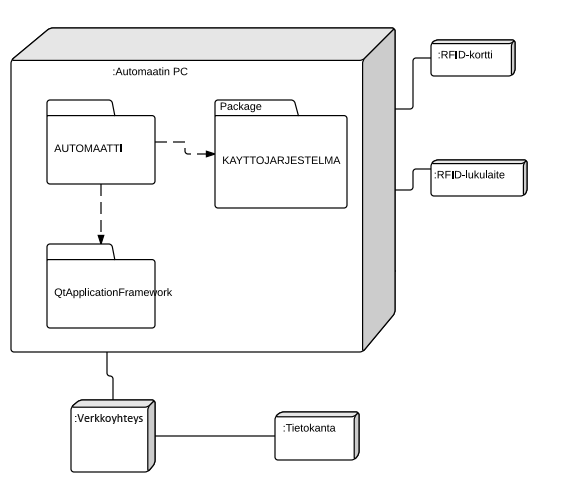 :RFID-kortti
:Automaatin PC
Package
AUTOMAATTI
KAYTTOJARJESTELMA
:RFID-lukulaite
QtApplicationFramework
:Verkkoyhteys
:Tietokanta